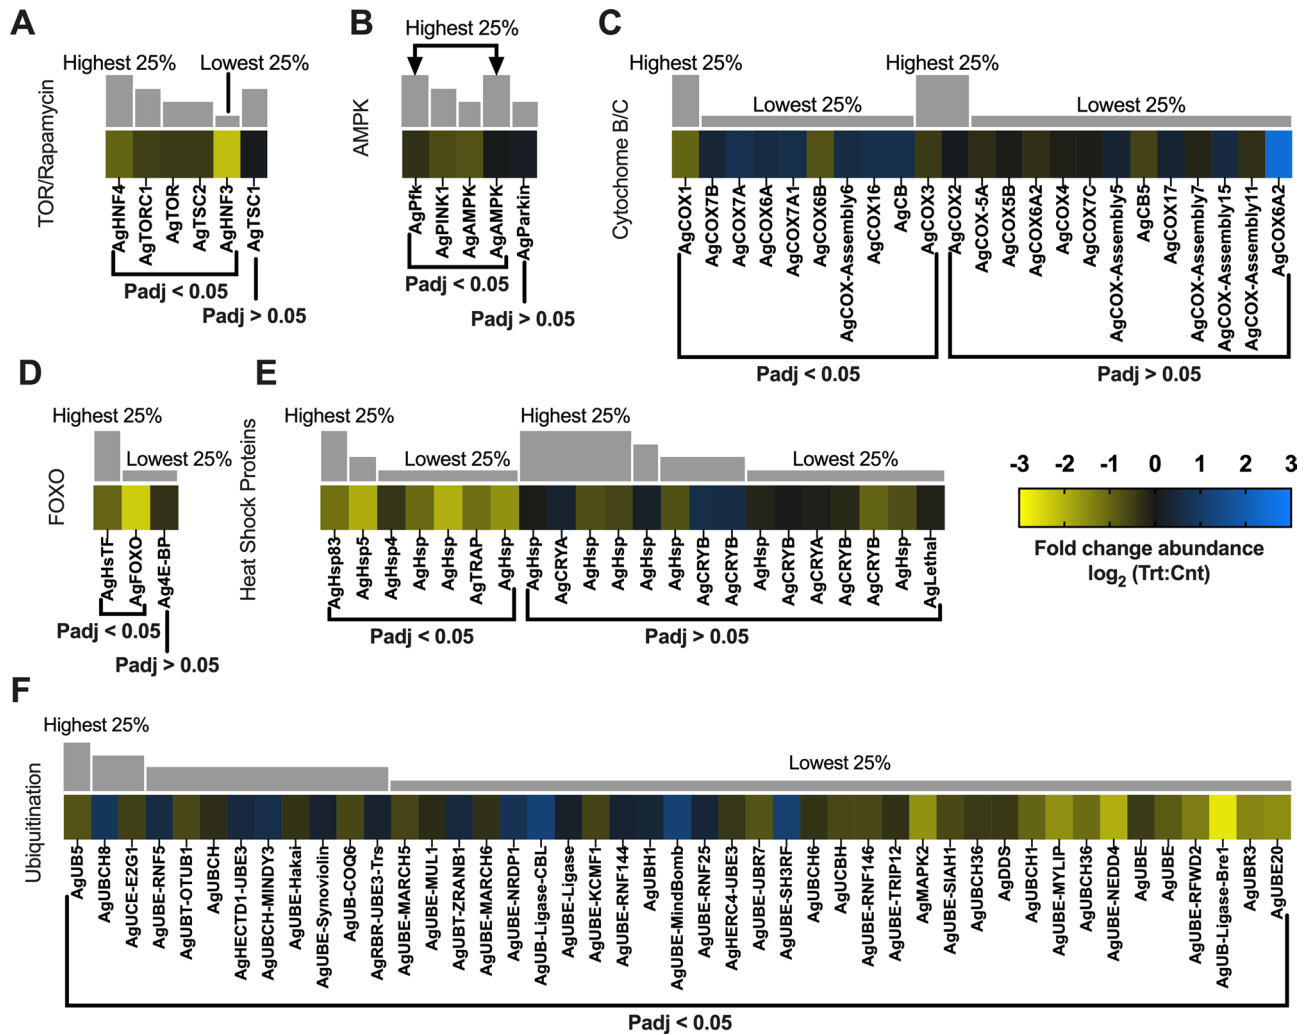 A
Highest 25%
Lowest 25%
TOR/Rapamycin
AgHNF4
AgTORC1
AgTOR
AgTSC2
AgHNF3
AgTSC1
Padj < 0.05
Padj > 0.05
B
Highest 25%
AMPK
AgPfk
AgPINK1
AgAMPK
AgAMPK
AgParkin
Padj < 0.05
Padj > 0.05
C
Highest 25%
Lowest 25%
Highest 25%
Lowest 25%
Cytochome B/C
AgCOX1
AgCOX7B
AgCOX7A
AgCOX6A
AgCOX7A1
AgCOX6B
AgCOX-Assembly6
AgCOX16
AgCB
AgCOX3
AgCOX2
AgCOX-5A
AgCOX5B
AgCOX6A2
AgCOX4
AgCOX7C
AgCOX-Assembly5
AgCB5
AgCOX17
AgCOX-Assembly7
AgCOX-Assembly15
AgCOX-Assembly11
AgCOX6A2
Padj < 0.05
Padj > 0.05
D
Highest 25%
Lowest 25%
FOXO
AgHsTF
AgFOXO
Ag4E-BP
Padj < 0.05
Padj > 0.05
E
Highest 25%
Lowest 25%
Highest 25%
Lowest 25%
Heat Shock Proteins
AgHsp83
AgHsp5
AgHsp4
AgHsp
AgHsp
AgTRAP
AgHsp
AgHsp
AgCRYA
AgHsp
AgHsp
AgHsp
AgHsp
AgCRYB
AgCRYB
AgHsp
AgCRYB
AgCRYA
AgCRYB
AgCRYB
AgHsp
AgLethal
Padj < 0.05
Padj > 0.05
-3 -2 -1 0 1 2 3
Fold change abundance
log2 (Trt:Cnt)
F
Highest 25%
Lowest 25%
Ubiquitination
AgUB5
AgUBCH8
AgUCE-E2G1
AgUBE-RNF5
AgUBT-OTUB1
AgUBCH
AgHECTD1-UBE3
AgUBCH-MINDY3
AgUBE-Hakai
AgUBE-Synoviolin
AgUB-COQ6
AgRBR-UBE3-Trs
AgUBE-MARCH5
AgUBE-MUL1
AgUBT-ZRANB1
AgUBE-MARCH6
AgUBE-NRDP1
AgUB-Ligase-CBL
AgUBE-Ligase
AgUBE-KCMF1
AgUBE-RNF144
AgUBH1
AgUBE-MindBomb
AgUBE-RNF25
AgHERC4-UBE3
AgUBE-UBR7
AgUBE-SH3RF
AgUBCH6
AgUCBH
AgUBE-RNF146
AgUBE-TRIP12
AgMAPK2
AgUBE-SIAH1
AgUBCH36
AgDDS
AgUBCH1
AgUBE-MYLIP
AgUBCH36
AgUBE-NEDD4
AgUBE
AgUBE
AgUBE-RFWD2
AgUB-Ligase-Bre1
AgUBR3
AgUBE20
Padj < 0.05